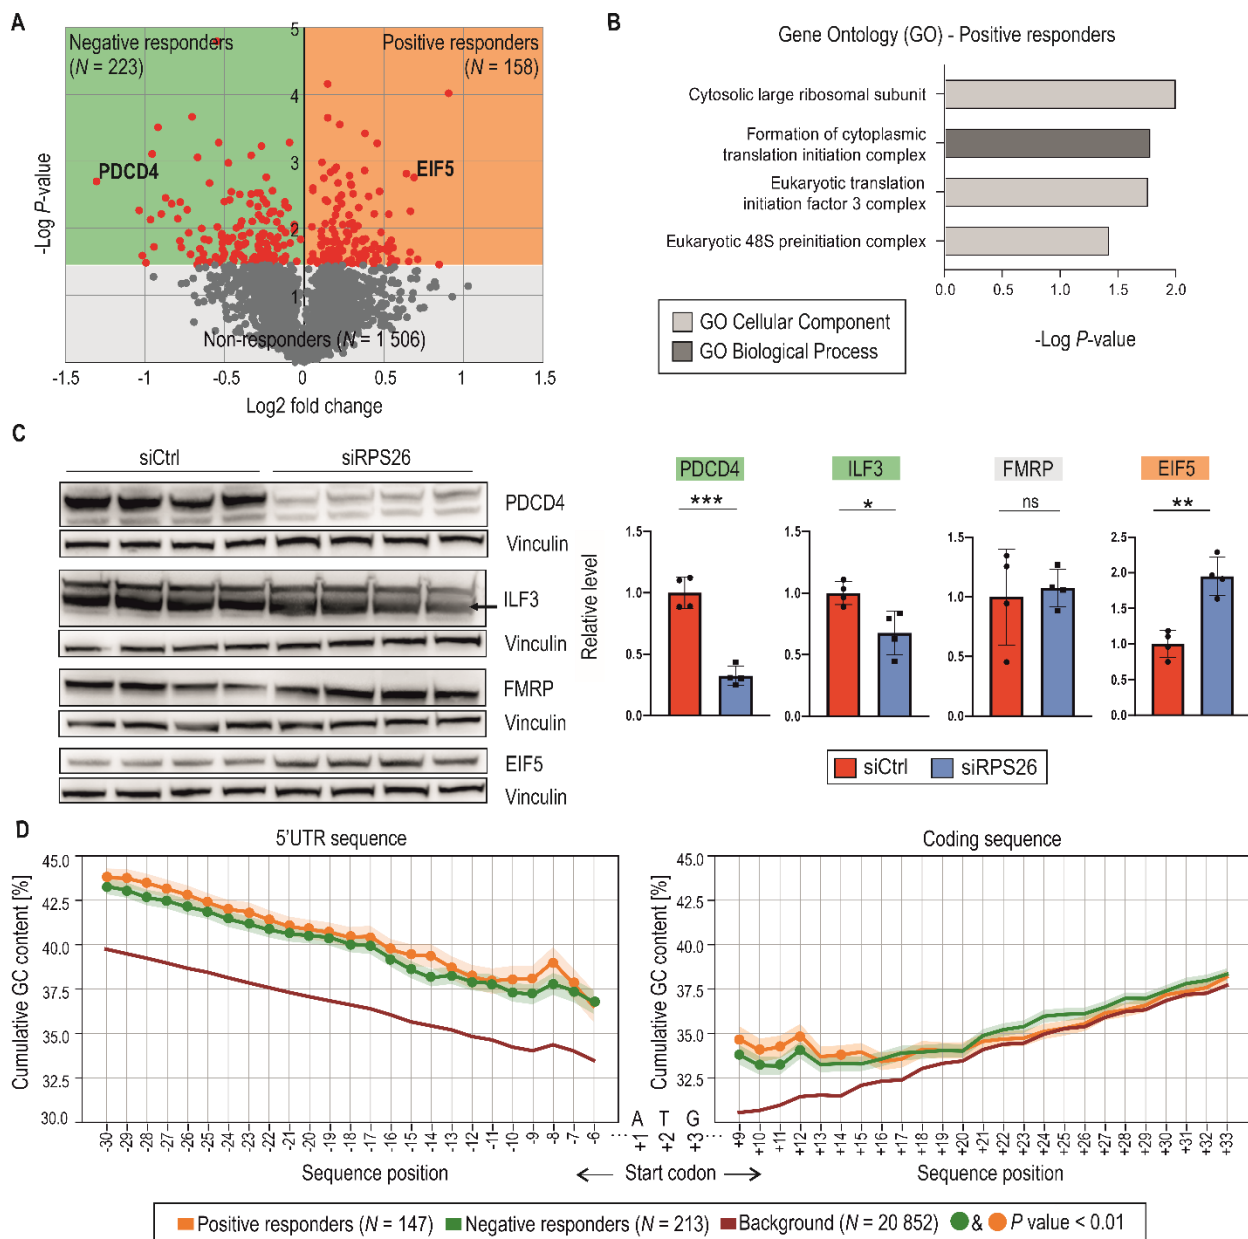 A
Negative responders
(N = 223)
Positive responders
(N = 158)
PDCD4
EIF5
Non-responders (N = 1 506)
-Log P-value
5
4
3
2
1
-1.5
-1
-0.5
0
0.5
1
1.5
Log2 fold change
B
Gene Ontology (GO) - Positive responders
Cytosolic large ribosomal subunit
Formation of cytoplasmic
translation initiation complex
Eukaryotic translation
initiation factor 3 complex
Eukaryotic 48S preinitiation complex
0.0 0.5 1.0 1.5 2.0
-Log P-value
GO Cellular Component
GO Biological Process
C
siCtrl siRPS26
PDCD4
Vinculin
ILF3
Vinculin
FMRP
Vinculin
EIF5
Vinculin
Relative level
PDCD4
***
1.5
1.0
0.5
0.0
ILF3
*
1.5
1.0
0.5
0.0
FMRP
ns
1.5
1.0
0.5
0.0
EIF5
**
2.5
2.0
1.5
1.0
0.5
0.0
siCtrl siRPS26
D
5'UTR sequence
Cumulative GC content [%]
45.0
42.5
40.0
37.5
35.0
32.5
30.0
-30 -29 -28 -27 -26 -25 -24 -23 -22 -21 -20 -19 -18 -17 -16 -15 -14 -13 -12 -11 -10 -9 -8 -7 -6
Sequence position
A T G
... +1 +2 +3 ...
Start codon
Coding sequence
Cumulative GC content [%]
45.0
42.5
40.0
37.5
35.0
32.5
+9 +10 +11 +12 +13 +14 +15 +16 +17 +18 +19 +20 +21 +22 +23 +24 +25 +26 +27 +28 +29 +30 +31 +32 +33
Sequence position
Positive responders (N = 147) Negative responders (N = 213) Background (N = 20 852) & P value < 0.01